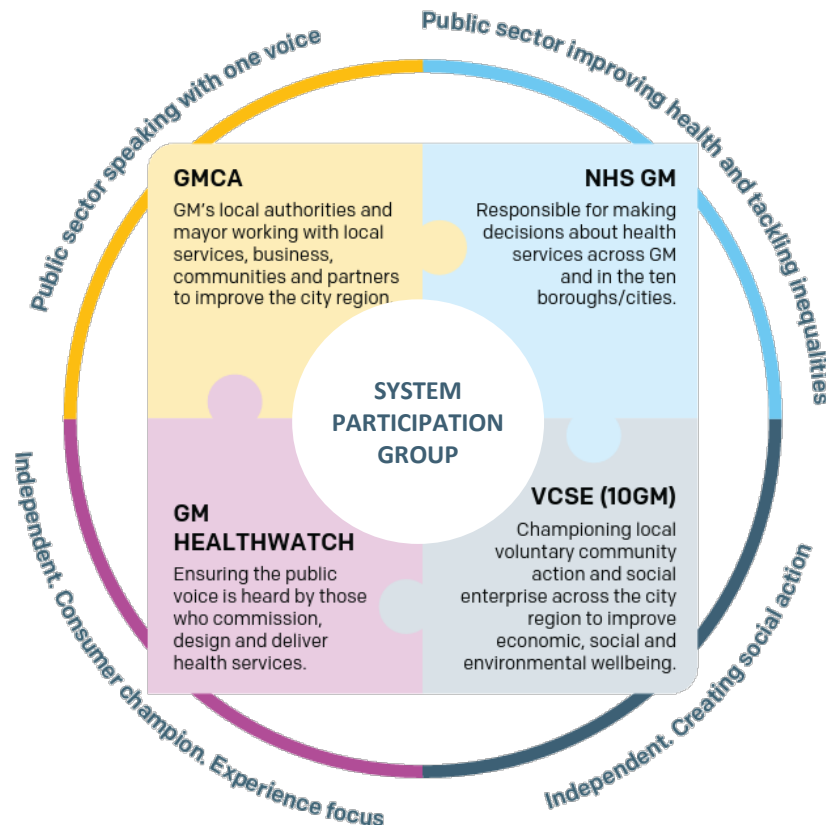 Public sector speaking with one voice
Public sector improving health and tackling inequalities
GMCA
GM's local authorities and
mayor working with local
services, business,
communities and partners
to improve the city region.
NHS GM
Responsible for making
decisions about health
services across GM
and in the ten
boroughs/cities.
SYSTEM
PARTICIPATION
GROUP
GM
HEALTHWATCH
Ensuring the public
voice is heard by those
who commission,
design and deliver
health services.
VCSE (10GM)
Championing local
voluntary community
action and social
enterprise across the city
region to improve
economic, social and
environmental wellbeing.
Independent. Consumer champion. Experience focus
Independent. Creating social action